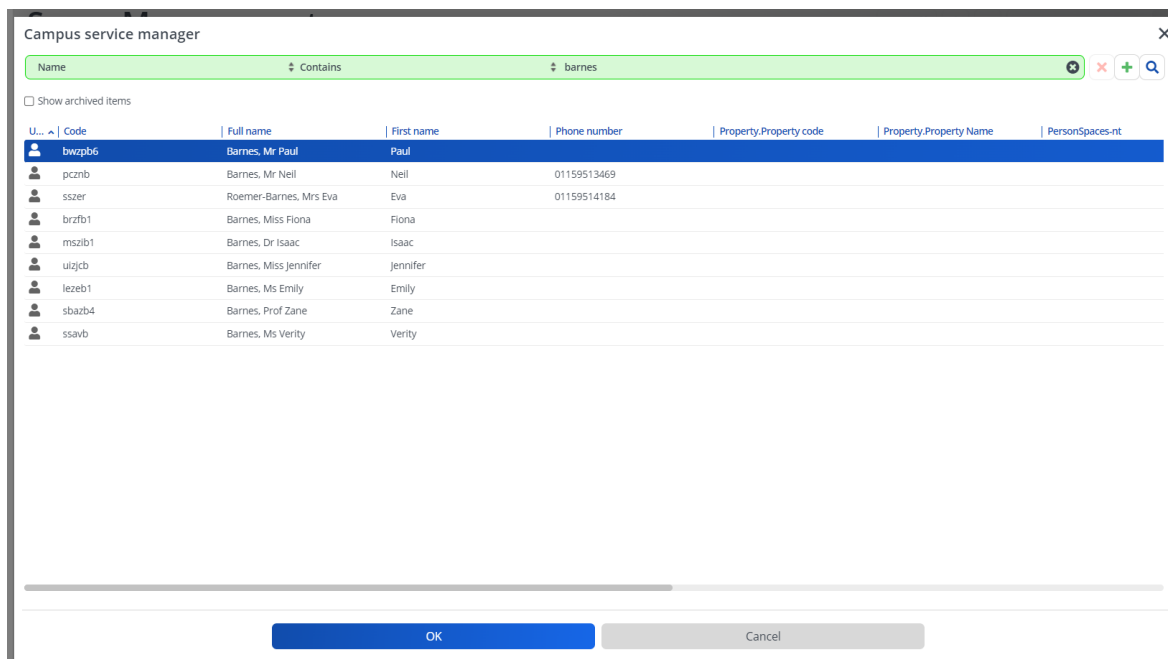 Campus service manager
Name Contains barnes
Show archived items
U... Code Full name First name Phone number Property.Property code Property.Property Name PersonSpaces-nt
bwzpb6 Barnes, Mr Paul Paul
pcznb Barnes, Mr Neil Neil 01159513469
sszer Roemer-Barnes, Mrs Eva Eva 01159514184
brzfb1 Barnes, Miss Fiona Fiona
mszib1 Barnes, Dr Isaac Isaac
uizjcb Barnes, Miss Jennifer Jennifer
lezeb1 Barnes, Ms Emily Emily
sbazb4 Barnes, Prof Zane Zane
ssavb Barnes, Ms Verity Verity
OK Cancel